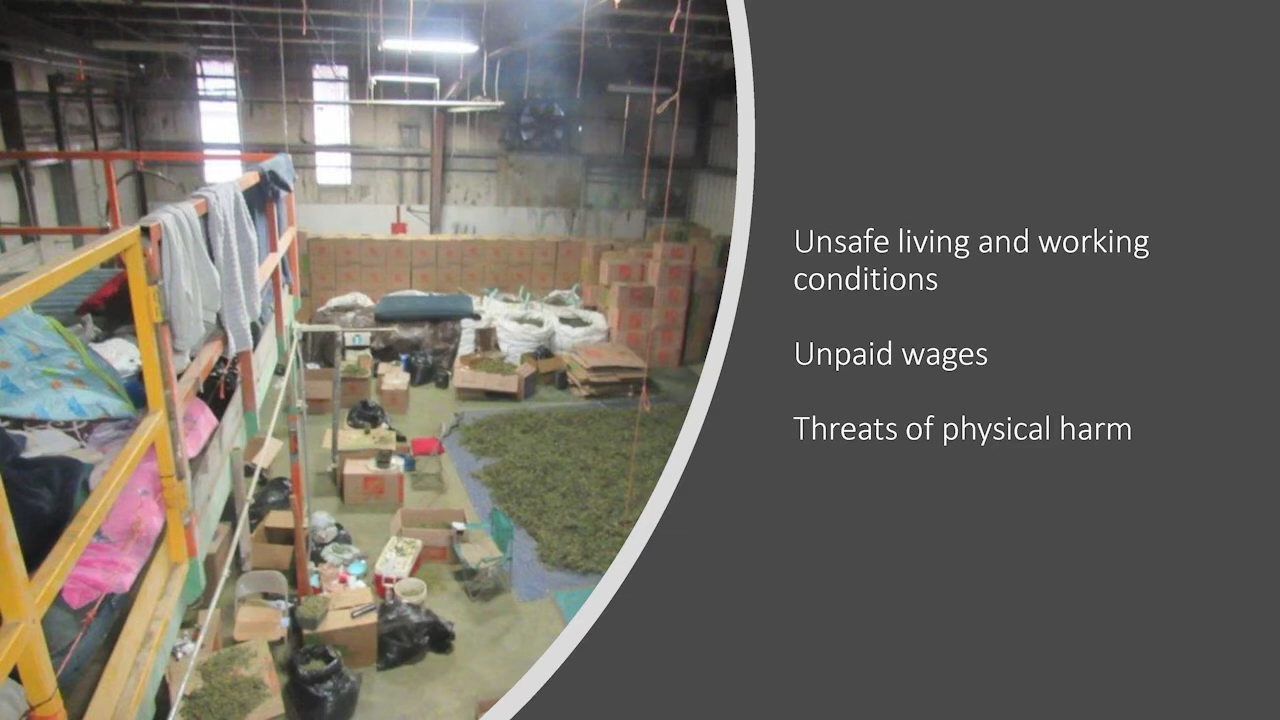 Unsafe living and working
conditions
Unpaid wages
Threats of physical harm